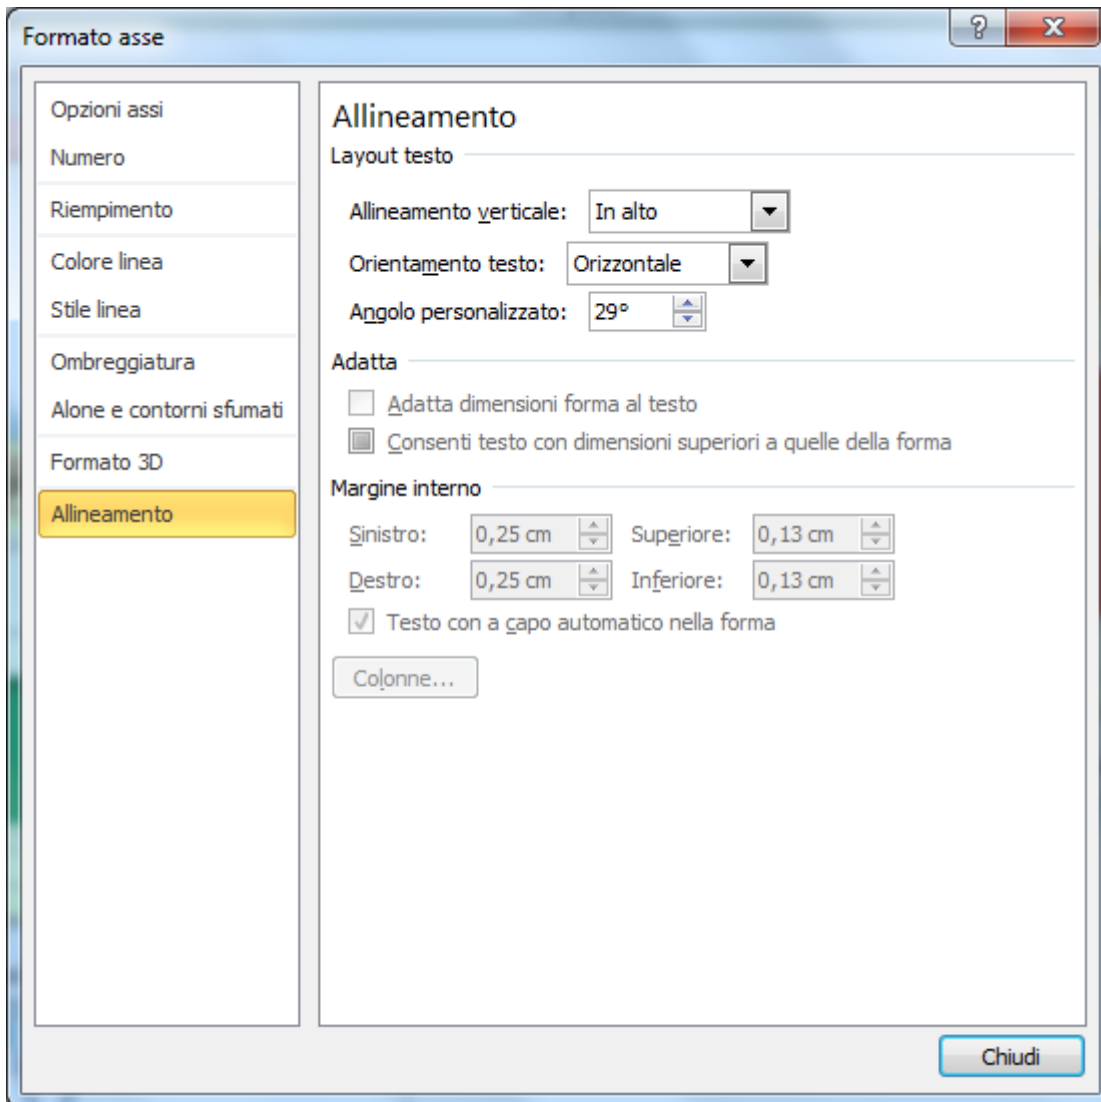 Formato asse
Opzioni assi
Numero
Riempimento
Colore linea
Stile linea
Ombreggiatura
Alone e contorni sfumati
Formato 3D
Allineamento
Allineamento
Layout testo
Allineamento verticale: In alto
Orientamento testo: Orizzontale
Angolo personalizzato: 29°
Adatta
Adatta dimensioni forma al testo
Consenti testo con dimensioni superiori a quelle della forma
Margine interno
Sinistro: 0,25 cm Superiore: 0,13 cm
Destro: 0,25 cm Inferiore: 0,13 cm
Testo con a capo automatico nella forma
Colonne...
Chiudi